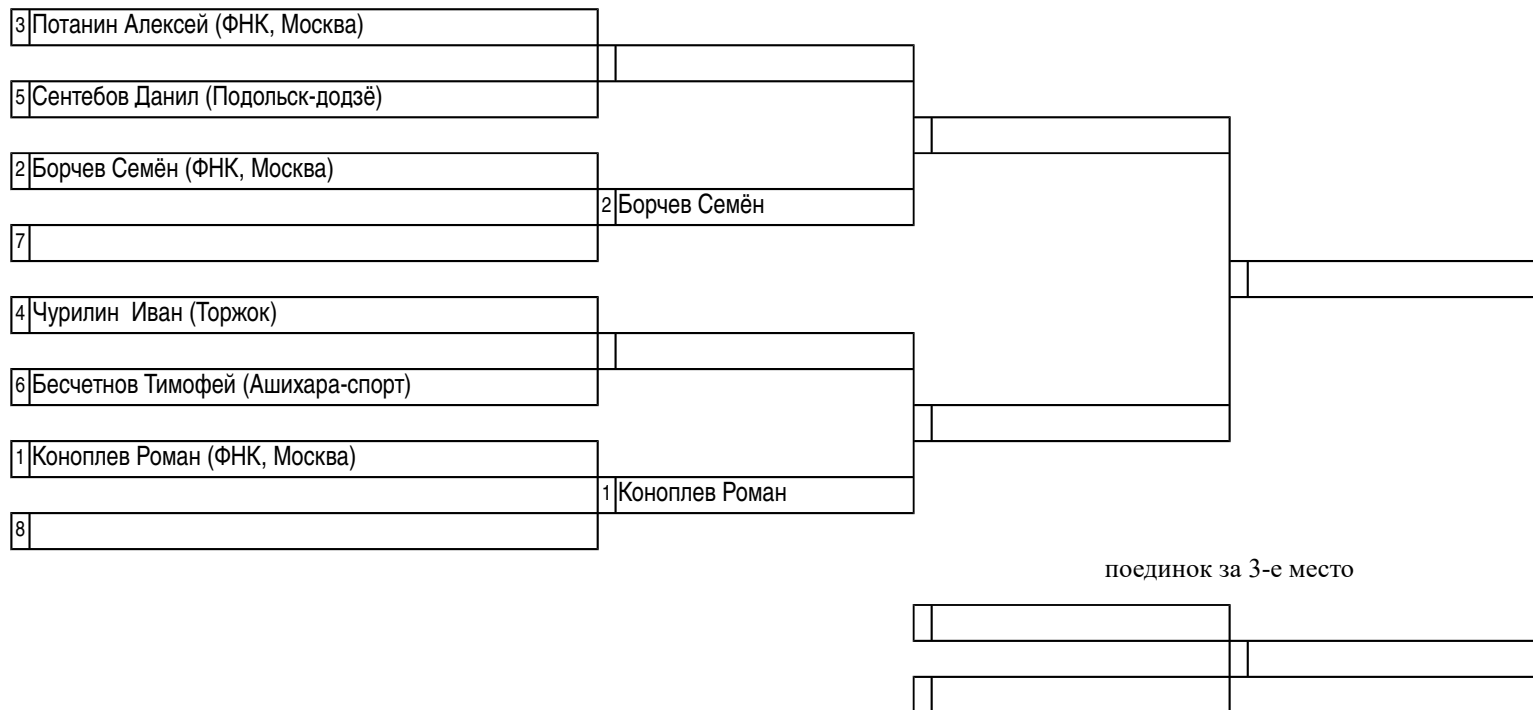 3 Потанин Алексей (ФНК, Москва)
5 Сентебов Данил (Подольск-додзё)
2 Борчев Семён (ФНК, Москва)
2 Борчев Семён
7
4 Чурилин  Иван (Торжок)
6 Бесчетнов Тимофей (Ашихара-спорт)
1 Коноплев Роман (ФНК, Москва)
1 Коноплев Роман
8
поединок за 3-е место